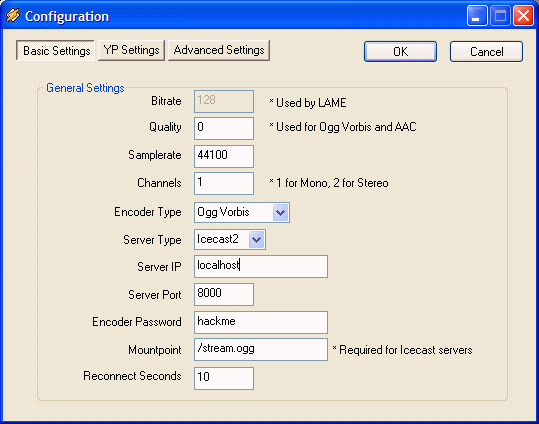 Configuration
Basic Settings YP Settings Advanced Settings OK Cancel
General Settings
Bitrate 128 * Used by LAME
Quality 0 * Used for Ogg Vorbis and AAC
Samplerate 44100
Channels 1 * 1 for Mono, 2 for Stereo
Encoder Type Ogg Vorbis
Server Type Icecast2
Server IP localhost
Server Port 8000
Encoder Password hackme
Mountpoint /stream.ogg * Required for Icecast servers
Reconnect Seconds 10